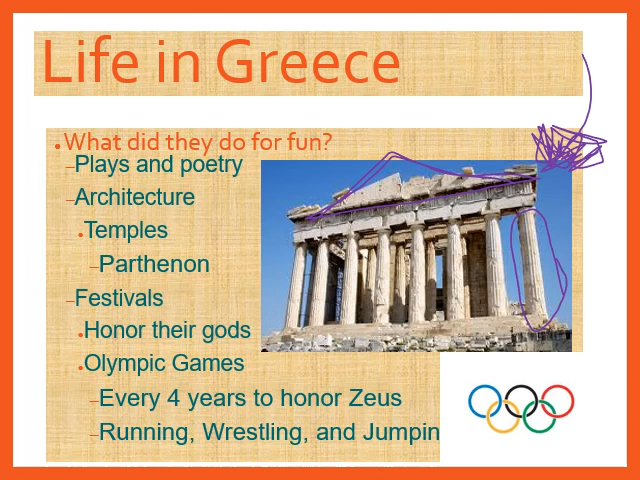 Life in Greece
•What did they do for fun?
–Plays and poetry
–Architecture
•Temples
–Parthenon
–Festivals
•Honor their gods
•Olympic Games
–Every 4 years to honor Zeus
–Running, Wrestling, and Jumpin